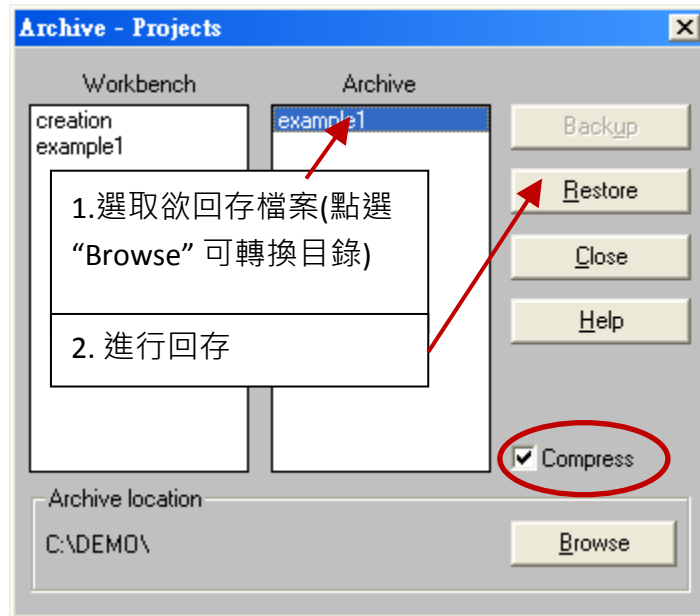 Archive - Projects
Workbench
Archive
creation
example1
example1
Backup
Restore
Close
Help
1.選取欲回存檔案(點選
“Browse” 可轉換目錄)
2. 進行回存
Compress
Archive location
C:\DEMO\
Browse